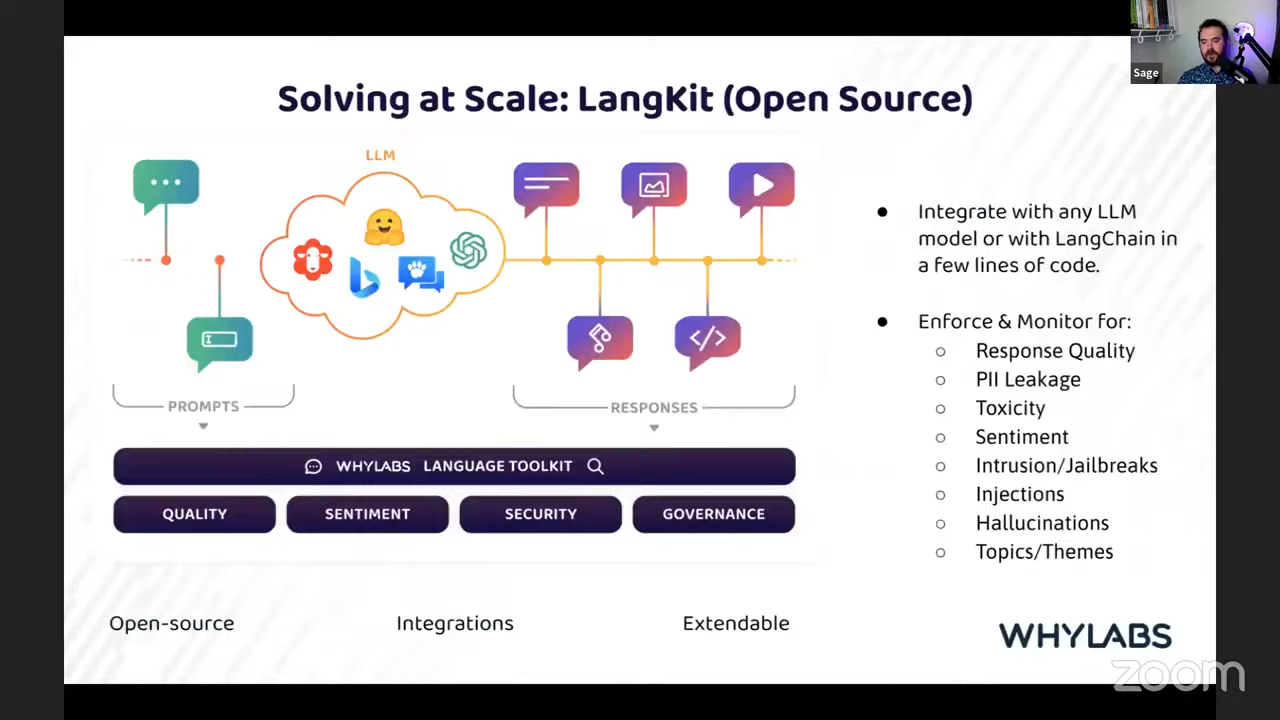 Sage
Solving at Scale: LangKit (Open Source)
LLM
PROMPTS
RESPONSES
WHYLABS LANGUAGE TOOLKIT
QUALITY
SENTIMENT
SECURITY
GOVERNANCE
● Integrate with any LLM
model or with LangChain in
a few lines of code.
● Enforce & Monitor for:
○ Response Quality
○ PII Leakage
○ Toxicity
○ Sentiment
○ Intrusion/Jailbreaks
○ Injections
○ Hallucinations
○ Topics/Themes
Open-source
Integrations
Extendable
WHYLABS
zoom